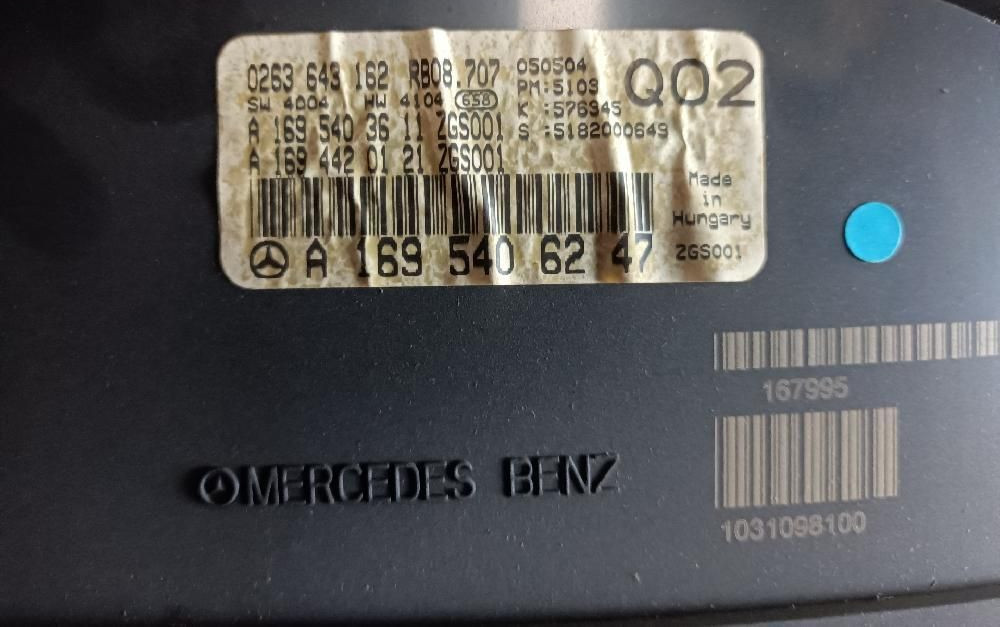 0263 643 162 RB08.707 050504 Q02
SW 4004 HW 4104 658 PM:5103
K :576945
A 169 540 36 11 ZGS001 S :5182000649
A 169 442 01 21 ZGS001
Made
in
Hungary
A 169 540 62 47 ZGS001
167995
MERCEDES BENZ
1031098100